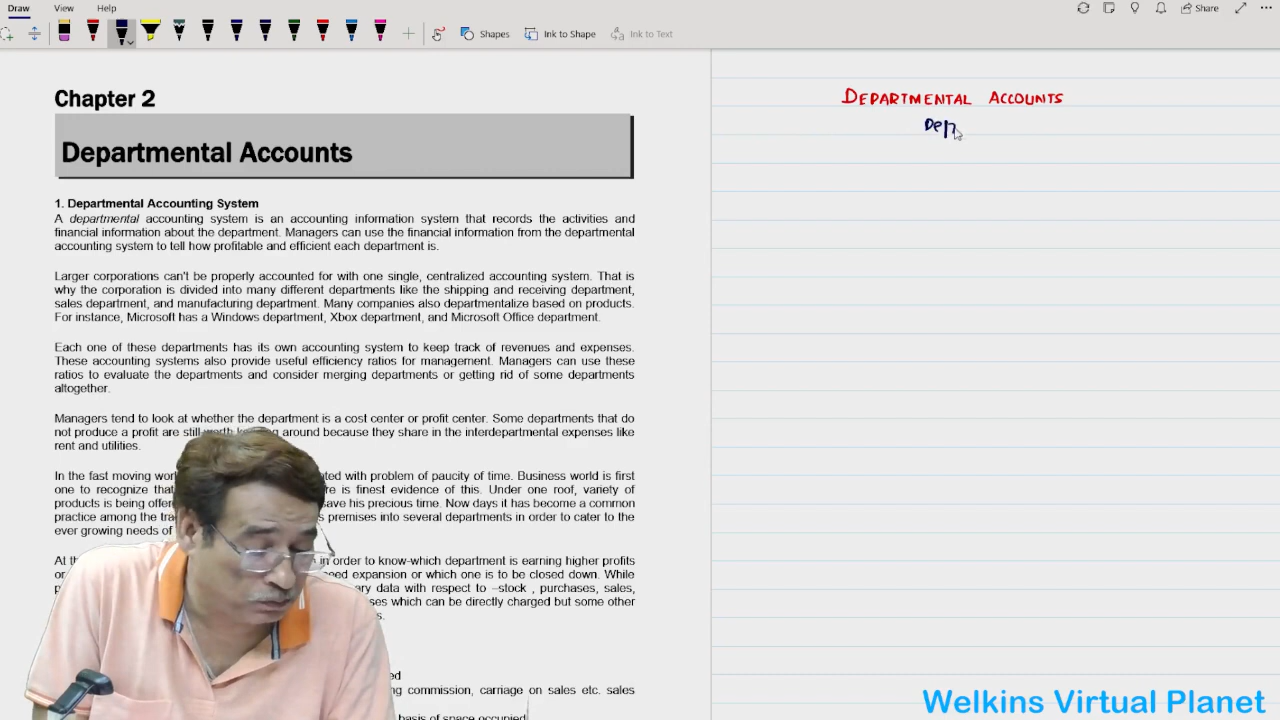 Draw View Help
Share
Shapes Ink to Shape Ink to Text
Chapter 2
Departmental Accounts
1. Departmental Accounting System
A departmental accounting system is an accounting information system that records the activities and
financial information about the department. Managers can use the financial information from the departmental
accounting system to tell how profitable and efficient each department is.
Larger corporations can't be properly accounted for with one single, centralized accounting system. That is
why the corporation is divided into many different departments like the shipping and receiving department,
sales department, and manufacturing department. Many companies also departmentalize based on products.
For instance, Microsoft has a Windows department, Xbox department, and Microsoft Office department.
Each one of these departments has its own accounting system to keep track of revenues and expenses.
These accounting systems also provide useful efficiency ratios for management. Managers can use these
ratios to evaluate the departments and consider merging departments or getting rid of some departments
altogether.
Managers tend to look at whether the department is a cost center or profit center. Some departments that do
not produce a profit are still around because they share in the interdepartmental expenses like
rent and utilities.
In the fast moving with problem of paucity of time. Business world is first
one to recognize is finest evidence of this. Under one roof, variety of
products is being save his precious time. Now days it has become a common
practice among the premises into several departments in order to cater to the
ever growing needs of
At in order to know-which department is earning higher profits
or expansion or which one is to be closed down. While
data with respect to –stock , purchases, sales,
which can be directly charged but some other
commission, carriage on sales etc. sales
basis of space occupied
DEPARTMENTAL ACCOUNTS
Dep
Welkins Virtual Planet